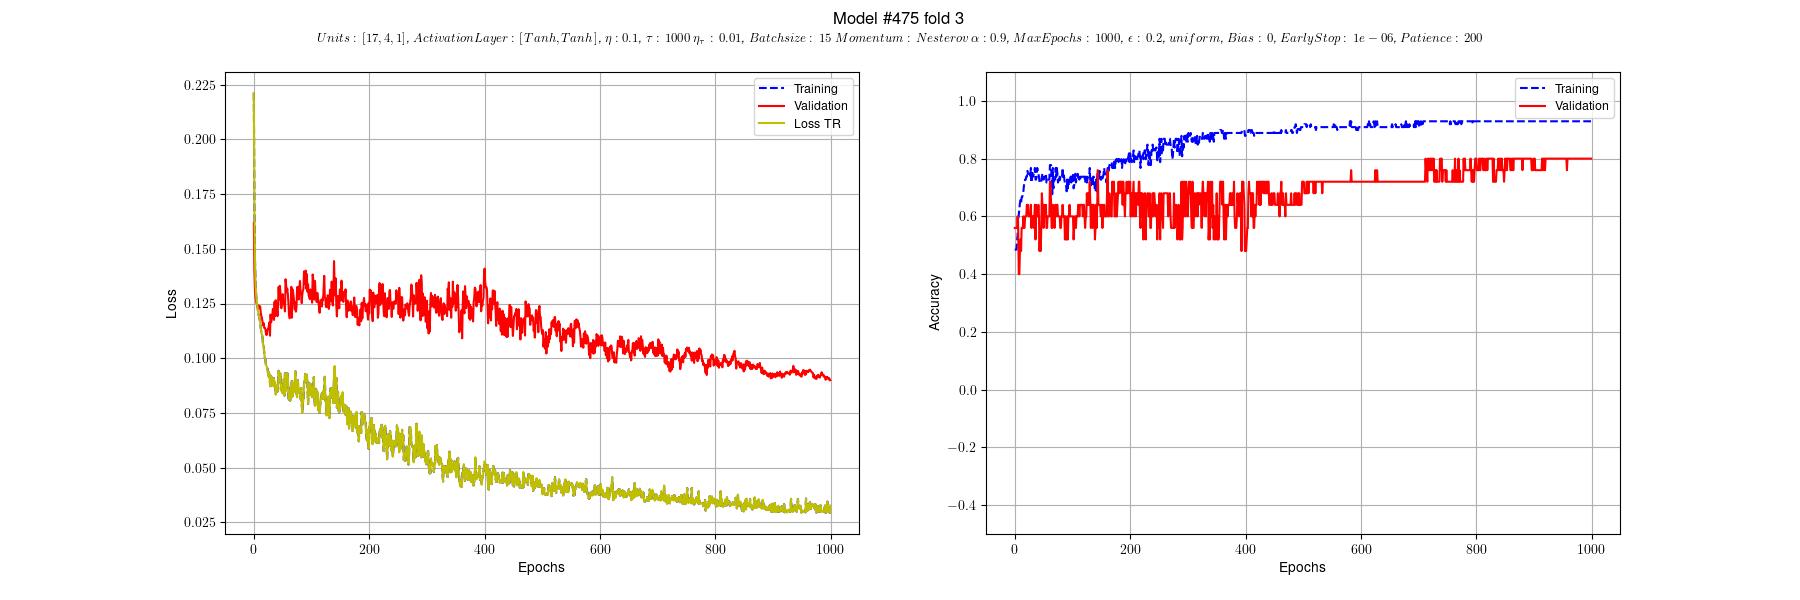 Model #475 fold 3
Units : [17, 4, 1], ActivationLayer : [Tanh, Tanh], η : 0.1, τ : 1000 η_τ : 0.01, Batchsize : 15 Momentum : Nesterov α : 0.9, MaxEpochs : 1000, ϵ : 0.2, uniform, Bias : 0, EarlyStop : 1e − 06, Patience : 200
0.225
0.200
0.175
0.150
0.125
0.100
0.075
0.050
0.025
Loss
0 200 400 600 800 1000
Epochs
Training
Validation
Loss TR
1.0
0.8
0.6
0.4
0.2
0.0
−0.2
−0.4
Accuracy
0 200 400 600 800 1000
Epochs
Training
Validation